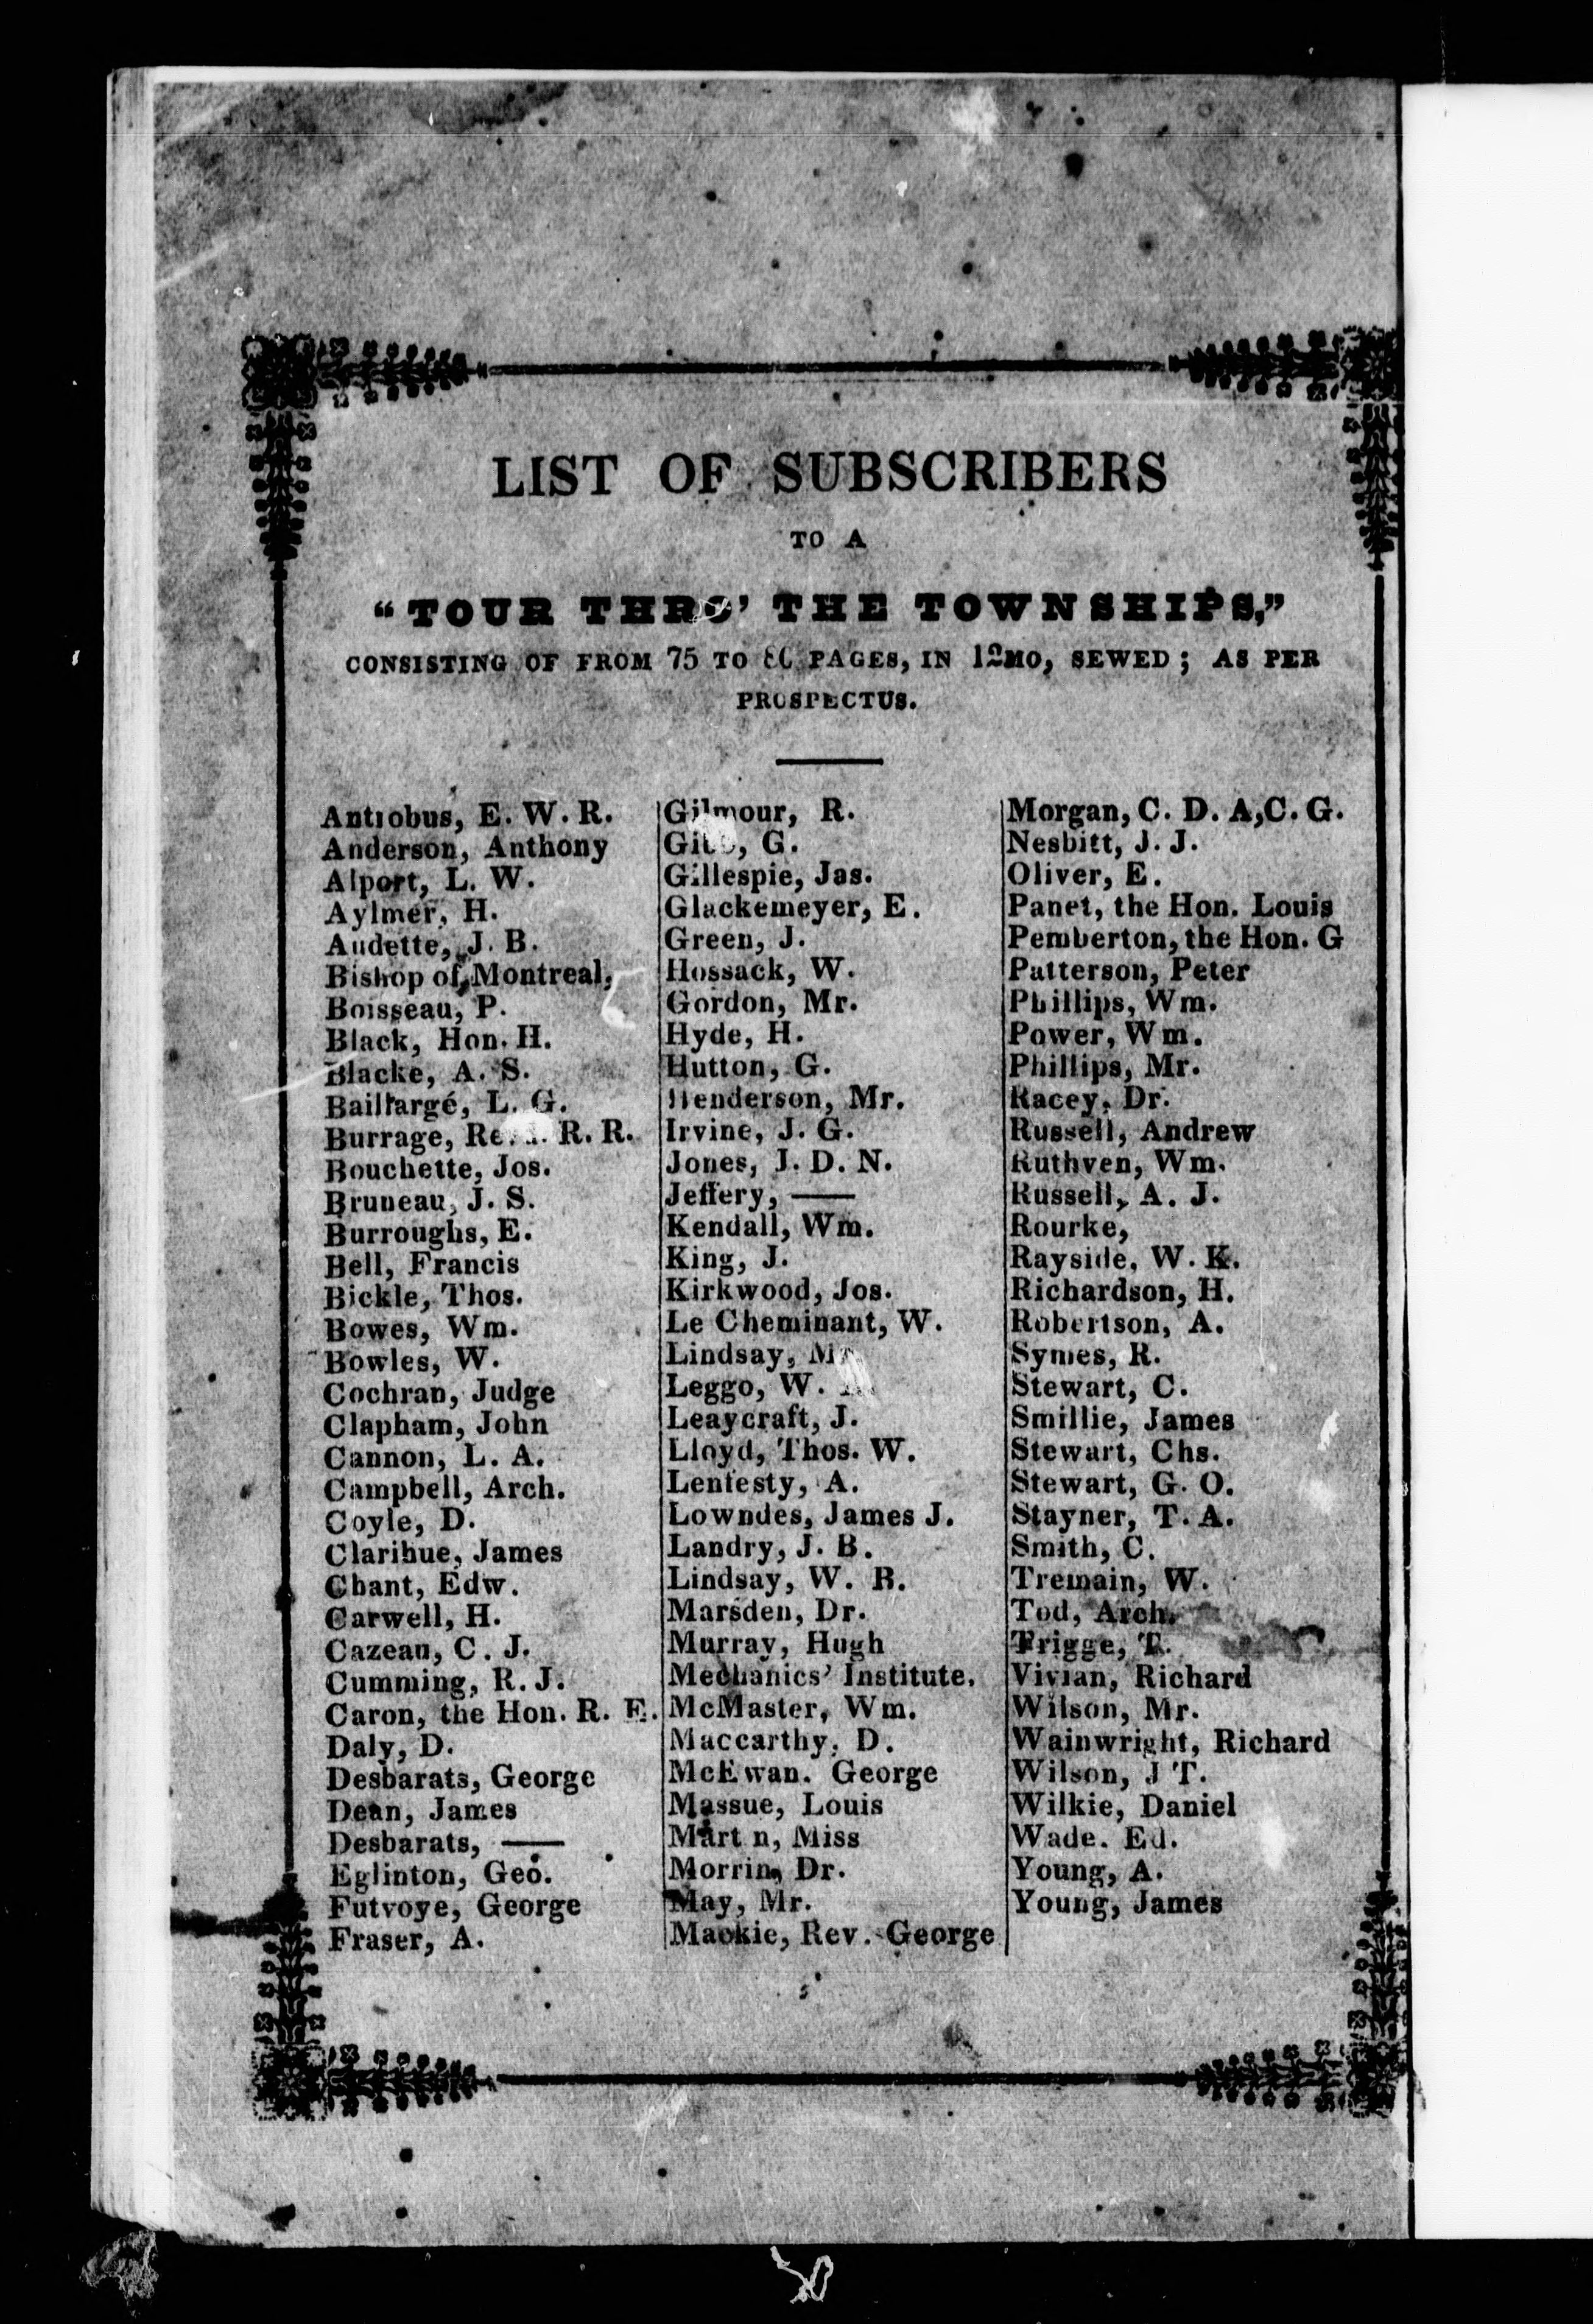 LIST OF SUBSCRIBERS
TO A
"TOUR THRO' THE TOWNSHIPS,"
CONSISTING OF FROM 75 TO 80 PAGES, IN 12MO, SEWED; AS PER
PROSPECTUS.
Antrobus, E. W. R.
Anderson, Anthony
Alport, L. W.
Aylmer, H.
Audette, J. B.
Bishop of Montreal,
Boisseau, P.
Black, Hon. H.
Blacke, A. S.
Baillargé, L. G.
Burrage, Revd. R. R.
Bouchette, Jos.
Bruneau, J. S.
Burroughs, E.
Bell, Francis
Bickle, Thos.
Bowes, Wm.
Bowles, W.
Cochran, Judge
Clapham, John
Cannon, L. A.
Campbell, Arch.
Coyle, D.
Clarihue, James
Chant, Edw.
Carwell, H.
Cazeau, C. J.
Cumming, R. J.
Caron, the Hon. R. E.
Daly, D.
Desbarats, George
Dean, James
Desbarats, ——
Eglinton, Geo.
Futvoye, George
Fraser, A.
Gilmour, R.
Gibb, G.
Gillespie, Jas.
Glackemeyer, E.
Green, J.
Hossack, W.
Gordon, Mr.
Hyde, H.
Hutton, G.
Henderson, Mr.
Irvine, J. G.
Jones, J. D. N.
Jeffery, ——
Kendall, Wm.
King, J.
Kirkwood, Jos.
Le Cheminant, W.
Lindsay, Mr.
Leggo, W.
Leaycraft, J.
Lloyd, Thos. W.
Lenfesty, A.
Lowndes, James J.
Landry, J. B.
Lindsay, W. B.
Marsden, Dr.
Murray, Hugh
Mechanics' Institute.
McMaster, Wm.
Maccarthy, D.
McEwan. George
Massue, Louis
Martin, Miss
Morrin, Dr.
May, Mr.
Mackie, Rev. George
Morgan, C. D. A,C. G.
Nesbitt, J. J.
Oliver, E.
Panet, the Hon. Louis
Pemberton, the Hon. G
Patterson, Peter
Phillips, Wm.
Power, Wm.
Phillips, Mr.
Racey, Dr.
Russell, Andrew
Ruthven, Wm.
Russell, A. J.
Rourke,
Rayside, W. K.
Richardson, H.
Robertson, A.
Symes, R.
Stewart, C.
Smillie, James
Stewart, Chs.
Stewart, G. O.
Stayner, T. A.
Smith, C.
Tremain, W.
Tod, Arch.
Trigge, T.
Vivian, Richard
Wilson, Mr.
Wainwright, Richard
Wilson, J T.
Wilkie, Daniel
Wade. Ed.
Young, A.
Young, James